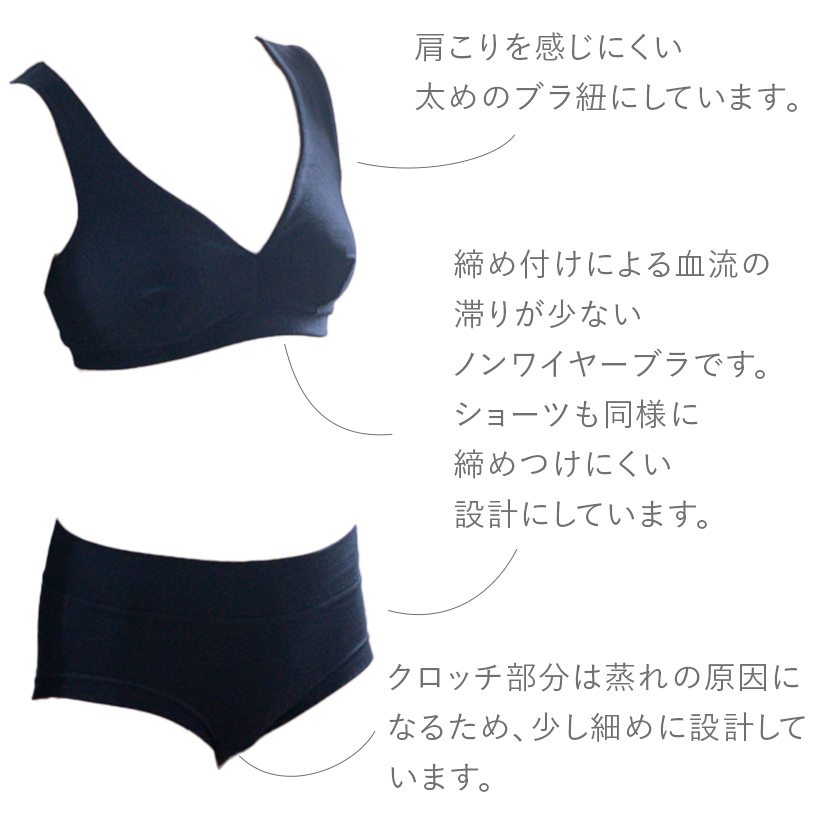 肩こりを感じにくい
太めのブラ紐にしています。
締め付けによる血流の
滞りが少ない
ノンワイヤーブラです。
ショーツも同様に
締めつけにくい
設計にしています。
クロッチ部分は蒸れの原因に
なるため、少し細めに設計して
います。